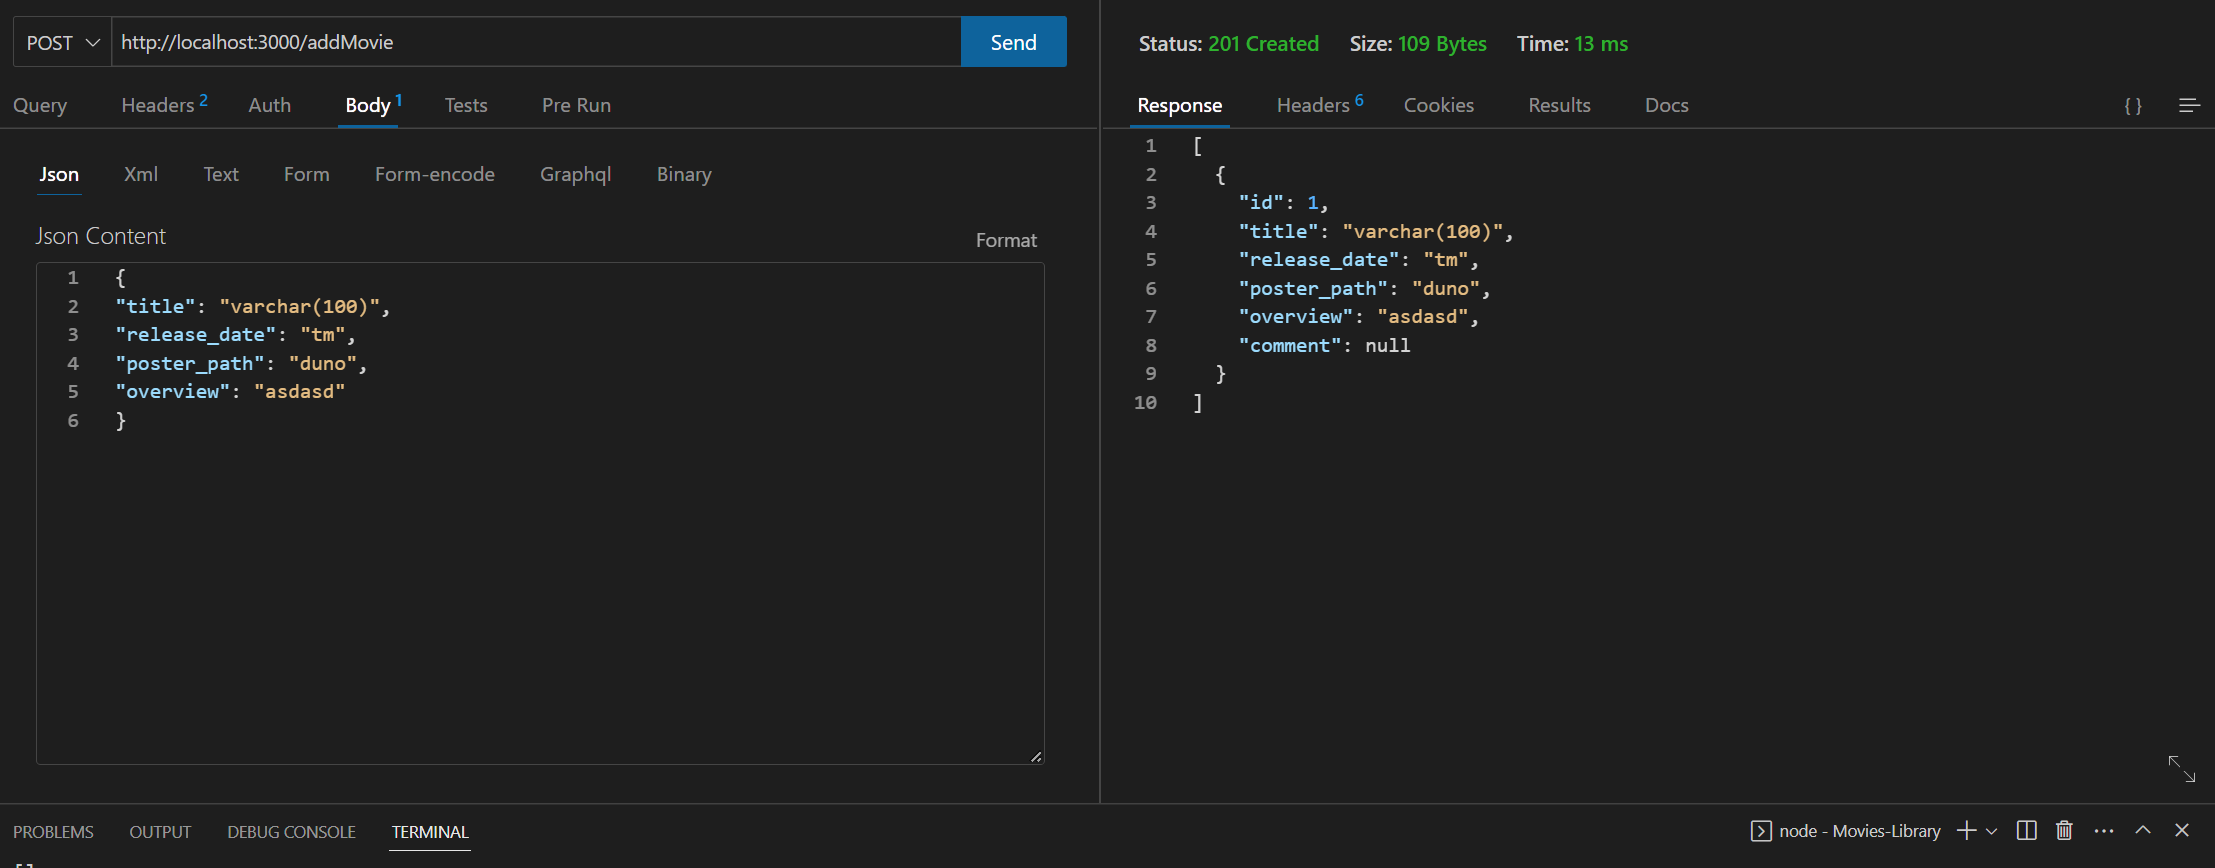 POST http://localhost:3000/addMovie Send
Query Headers 2 Auth Body 1 Tests Pre Run
Json Xml Text Form Form-encode Graphql Binary
Json Content
Format
1 {
2 "title": "varchar(100)",
3 "release_date": "tm",
4 "poster_path": "duno",
5 "overview": "asdasd"
6 }
Status: 201 Created Size: 109 Bytes Time: 13 ms
Response Headers 6 Cookies Results Docs { }
1 [
2 {
3 "id": 1,
4 "title": "varchar(100)",
5 "release_date": "tm",
6 "poster_path": "duno",
7 "overview": "asdasd",
8 "comment": null
9 }
10 ]
PROBLEMS OUTPUT DEBUG CONSOLE TERMINAL
node - Movies-Library